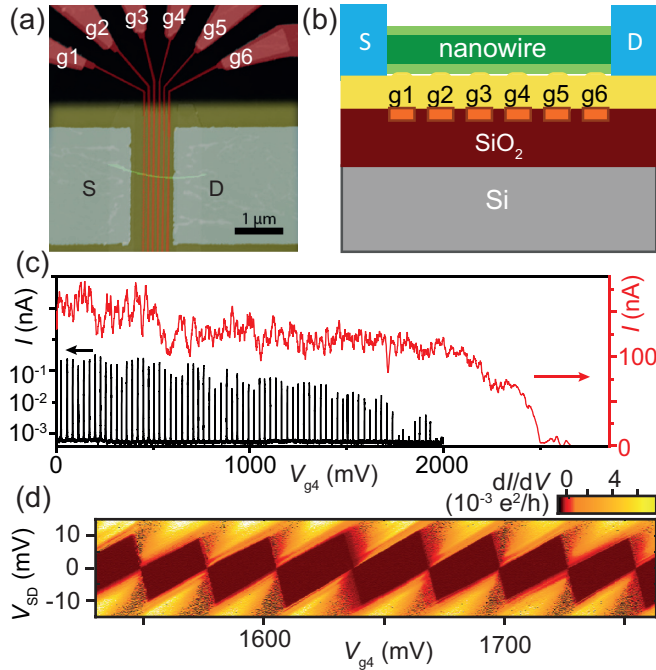 (a)
g1
g2
g3
g4
g5
g6
S
D
1 μm
(b)
S
nanowire
D
g1 g2 g3 g4 g5 g6
SiO2
Si
(c)
I (nA)
10-1
10-2
10-3
0
1000
2000
Vg4 (mV)
I (nA)
100
0
dI/dV
(10-3 e2/h)
0
4
(d)
VSD (mV)
10
0
-10
1600
1700
Vg4 (mV)